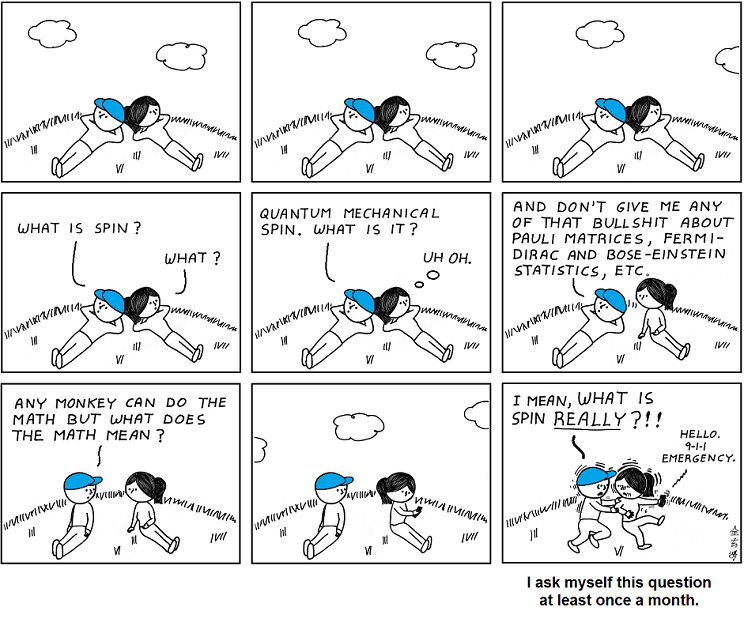 WHAT IS SPIN?
WHAT?
QUANTUM MECHANICAL
SPIN. WHAT IS IT?
UH OH.
AND DON'T GIVE ME ANY
OF THAT BULLSHIT ABOUT
PAULI MATRICES, FERMI-
DIRAC AND BOSE-EINSTEIN
STATISTICS, ETC.
ANY MONKEY CAN DO THE
MATH BUT WHAT DOES
THE MATH MEAN?
I MEAN, WHAT IS
SPIN REALLY?!!
HELLO.
9-1-1
EMERGENCY.
I ask myself this question
at least once a month.